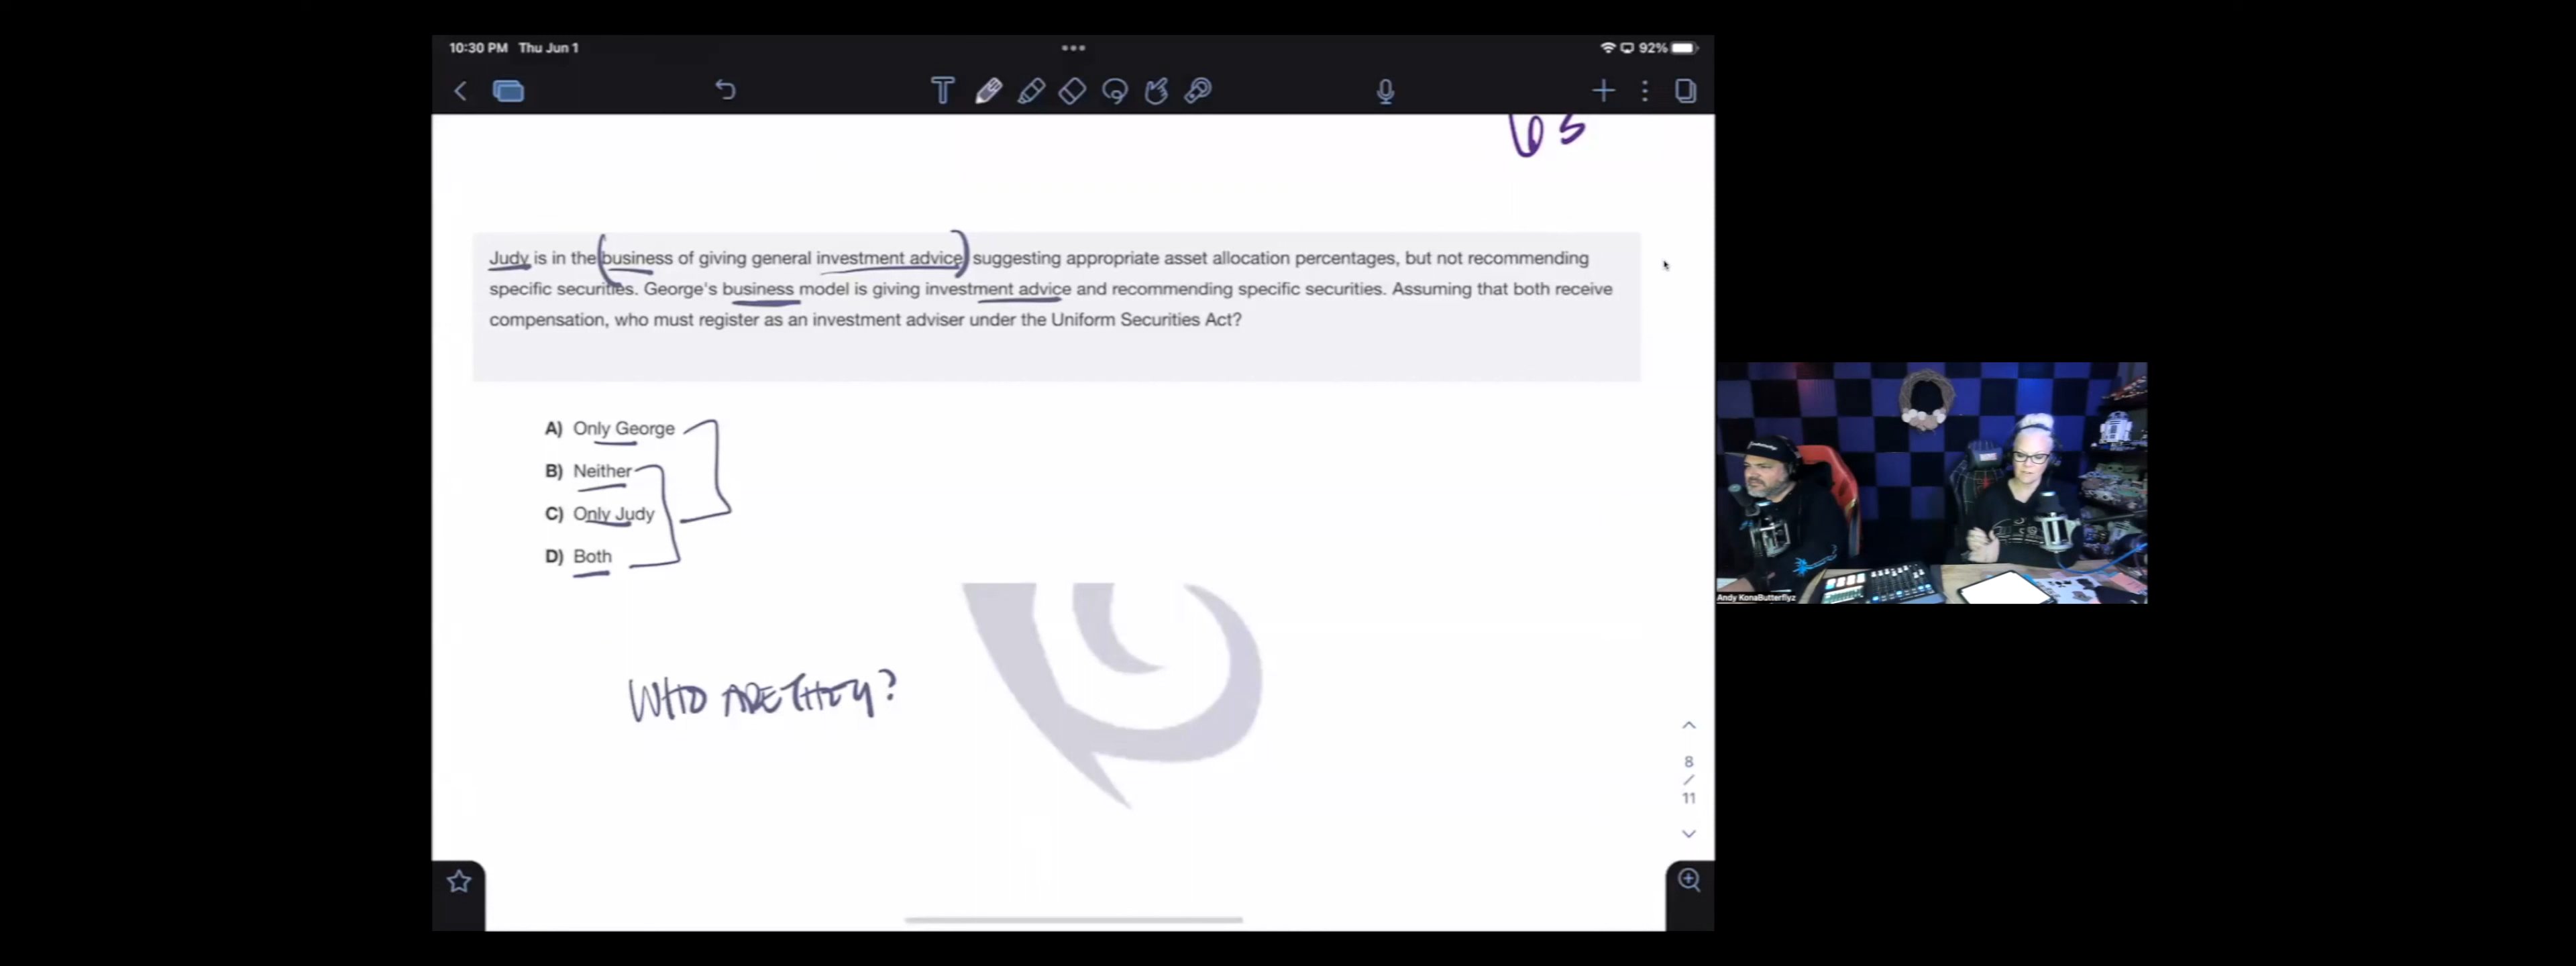 10:30 PM Thu Jun 1
92%
65
Judy is in the business of giving general investment advice suggesting appropriate asset allocation percentages, but not recommending
specific securities. George's business model is giving investment advice and recommending specific securities. Assuming that both receive
compensation, who must register as an investment adviser under the Uniform Securities Act?
A) Only George
B) Neither
C) Only Judy
D) Both
WHO ARE THEY?
8
/
11
Andy KonaButterflyz